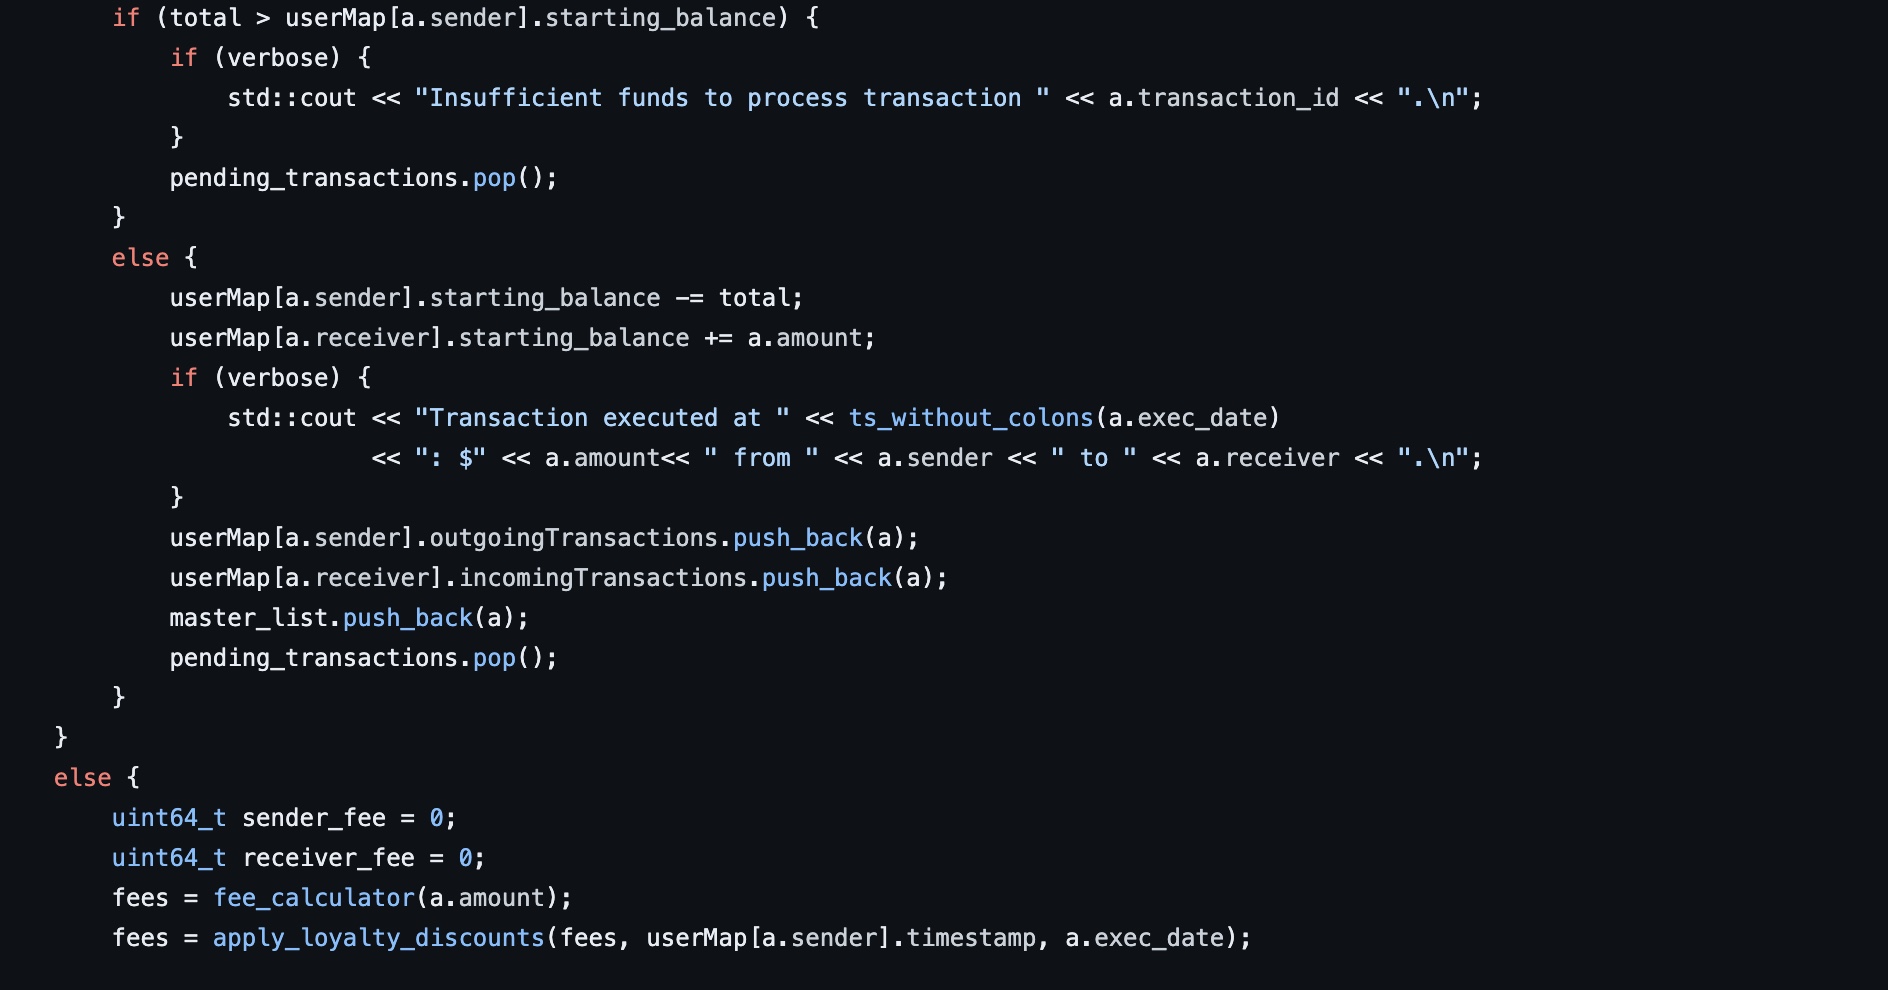 if (total > userMap[a.sender].starting_balance) {
if (verbose) {
std::cout << "Insufficient funds to process transaction " << a.transaction_id << ".\n";
}
pending_transactions.pop();
}
else {
userMap[a.sender].starting_balance -= total;
userMap[a.receiver].starting_balance += a.amount;
if (verbose) {
std::cout << "Transaction executed at " << ts_without_colons(a.exec_date)
<< ": $" << a.amount<< " from " << a.sender << " to " << a.receiver << ".\n";
}
userMap[a.sender].outgoingTransactions.push_back(a);
userMap[a.receiver].incomingTransactions.push_back(a);
master_list.push_back(a);
pending_transactions.pop();
}
}
else {
uint64_t sender_fee = 0;
uint64_t receiver_fee = 0;
fees = fee_calculator(a.amount);
fees = apply_loyalty_discounts(fees, userMap[a.sender].timestamp, a.exec_date);